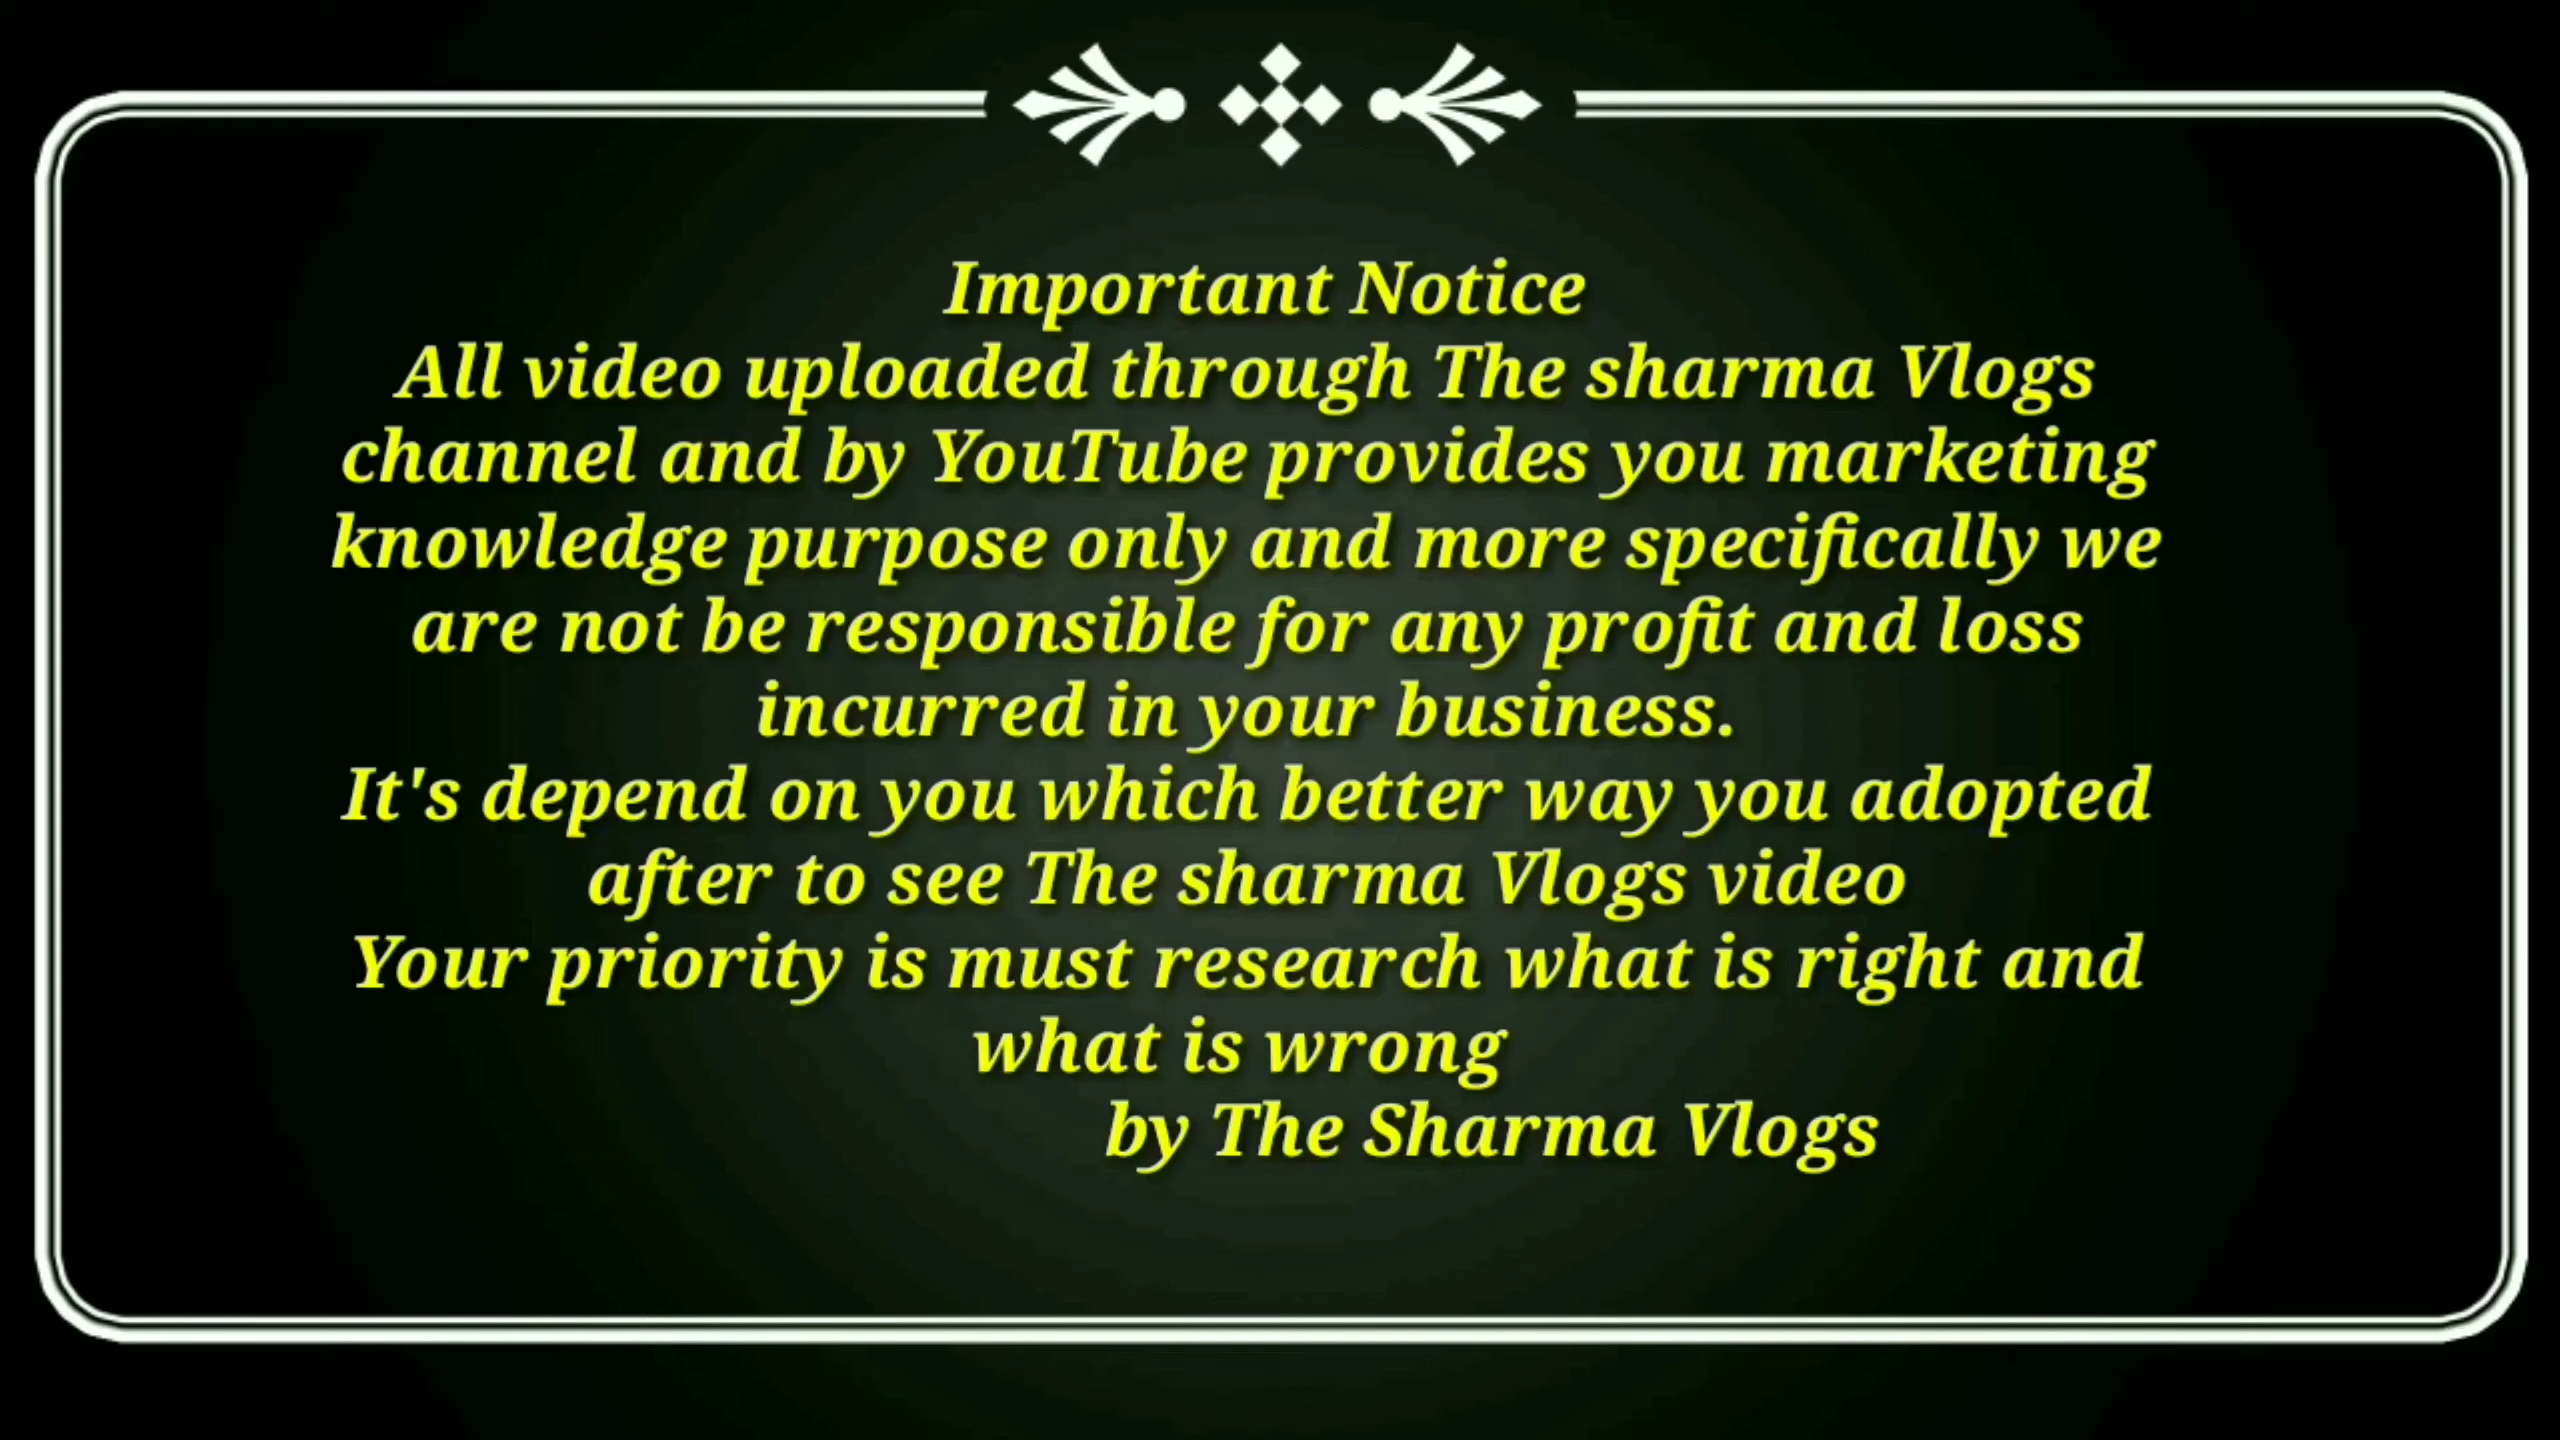 Important Notice
All video uploaded through The sharma Vlogs
channel and by YouTube provides you marketing
knowledge purpose only and more specifically we
are not be responsible for any profit and loss
incurred in your business.
It's depend on you which better way you adopted
after to see The sharma Vlogs video
Your priority is must research what is right and
what is wrong
by The Sharma Vlogs